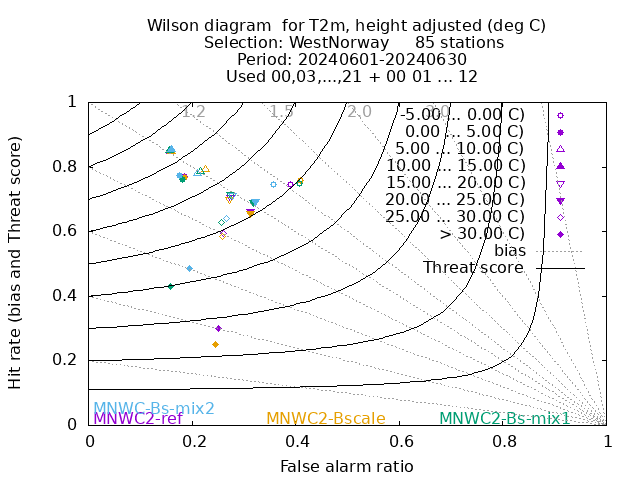 Wilson diagram  for T2m, height adjusted (deg C)
Selection: WestNorway     85 stations
Period: 20240601-20240630
Used 00,03,...,21 + 00 01 ... 12
Hit rate (bias and Threat score)
1
0.8
0.6
0.4
0.2
0
1.2 1.5 2.0
-5.00 ... 0.00 C)
0.00 ... 5.00 C)
5.00 ... 10.00 C)
10.00 ... 15.00 C)
15.00 ... 20.00 C)
20.00 ... 25.00 C)
25.00 ... 30.00 C)
> 30.00 C)
bias
Threat score
MNWC-Bs-mix2
MNWC2-ref MNWC2-Bscale MNWC2-Bs-mix1
0 0.2 0.4 0.6 0.8 1
False alarm ratio